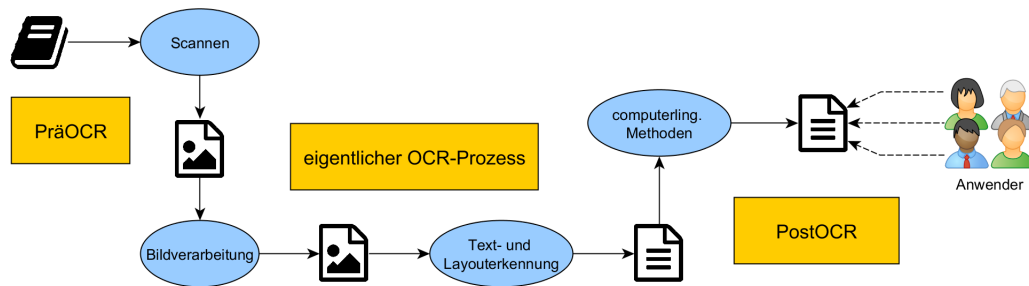 Scannen
PräOCR
eigentlicher OCR-Prozess
computerling.
Methoden
Anwender
Bildverarbeitung
Text- und
Layouterkennung
PostOCR